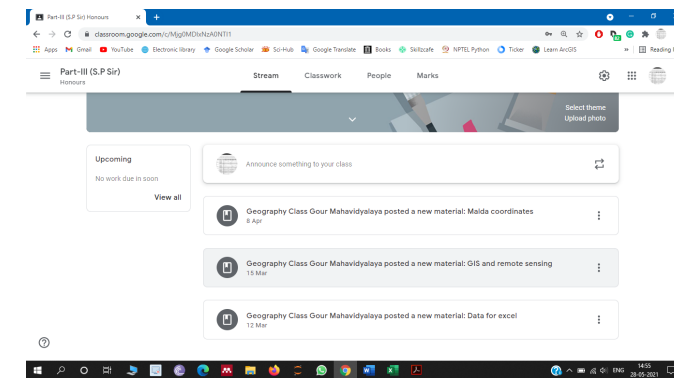 Part-III (S.P Sir) Honours
classroom.google.com/c/Mjg0MDIxNzA0NTI1
Apps Gmail YouTube Electronic library Google Scholar Sci-Hub Google Translate Books Skillzcafe NPTEL Python Ticker Learn ArcGIS » Reading
Part-III (S.P Sir)
Honours
Stream Classwork People Marks
Select theme
Upload photo
Upcoming
No work due in soon
View all
Announce something to your class
Geography Class Gour Mahavidyalaya posted a new material: Malda coordinates
8 Apr
Geography Class Gour Mahavidyalaya posted a new material: GIS and remote sensing
15 Mar
Geography Class Gour Mahavidyalaya posted a new material: Data for excel
12 Mar
ENG
14:55
28-05-2021